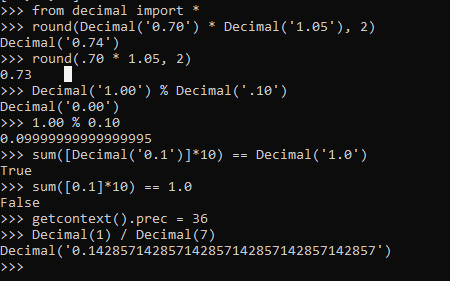 >>> from decimal import *
>>> round(Decimal('0.70') * Decimal('1.05'), 2)
Decimal('0.74')
>>> round(.70 * 1.05, 2)
0.73
>>> Decimal('1.00') % Decimal('.10')
Decimal('0.00')
>>> 1.00 % 0.10
0.09999999999999995
>>> sum([Decimal('0.1')]*10) == Decimal('1.0')
True
>>> sum([0.1]*10) == 1.0
False
>>> getcontext().prec = 36
>>> Decimal(1) / Decimal(7)
Decimal('0.142857142857142857142857142857142857')
>>>